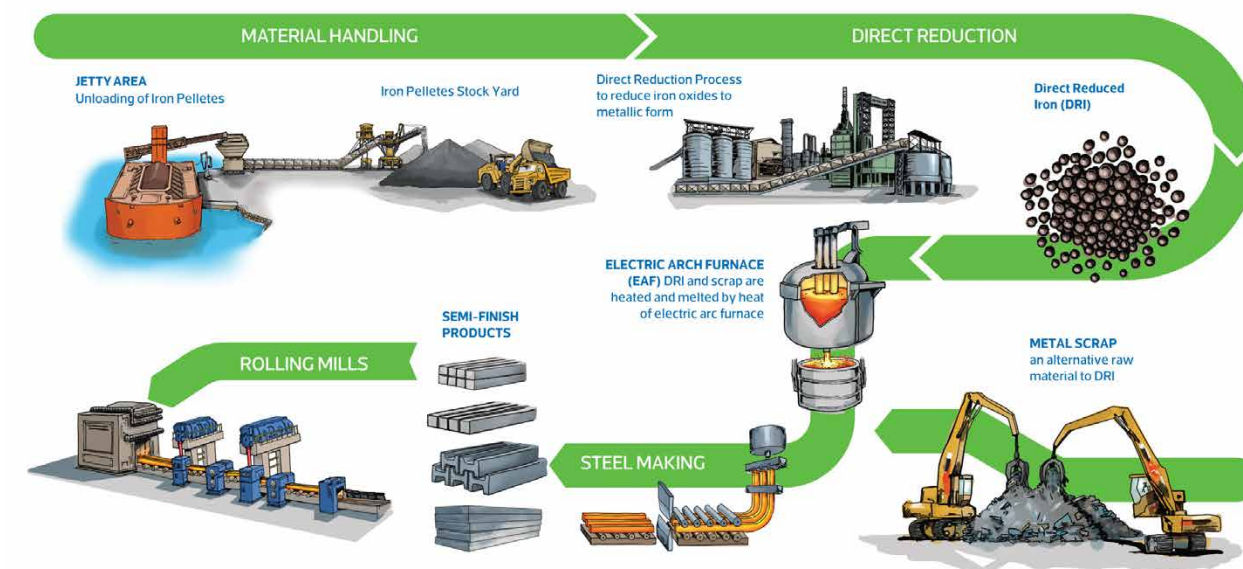 MATERIAL HANDLING
DIRECT REDUCTION
JETTY AREA
Unloading of Iron Pelletes
Iron Pelletes Stock Yard
Direct Reduction Process
to reduce iron oxides to
metallic form
Direct Reduced
Iron (DRI)
ELECTRIC ARCH FURNACE
(EAF) DRI and scrap are
heated and melted by heat
of electric arc furnace
SEMI-FINISH
PRODUCTS
ROLLING MILLS
METAL SCRAP
an alternative raw
material to DRI
STEEL MAKING